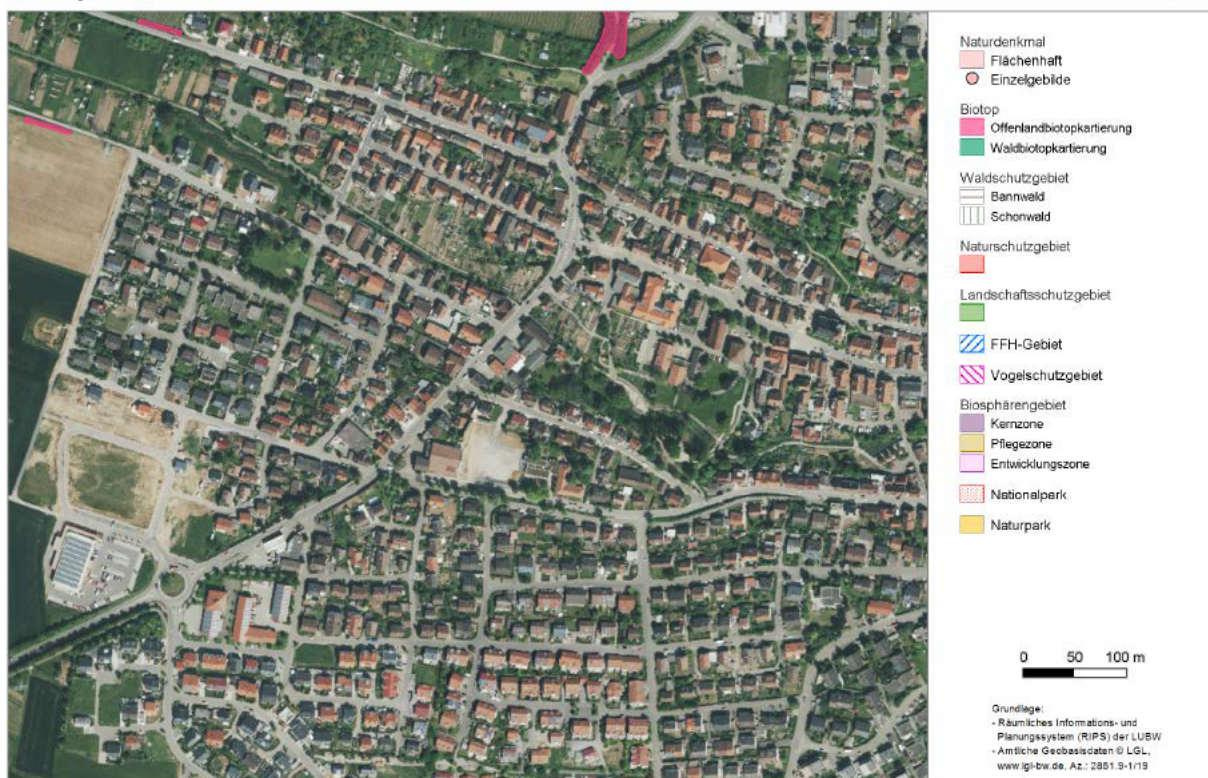 Naturdenkmal
Flächenhaft
Einzelgebilde
Biotop
Offenlandbiotopkartierung
Waldbiotopkartierung
Waldschutzgebiet
Bannwald
Schonwald
Naturschutzgebiet
Landschaftsschutzgebiet
FFH-Gebiet
Vogelschutzgebiet
Biosphärengebiet
Kernzone
Pflegezone
Entwicklungszone
Nationalpark
Naturpark
0 50 100 m
Grundlage:
- Räumliches Informations- und
Planungssystem (RIPS) der LUBW
- Amtliche Geobasisdaten © LGL,
www.lgl-bw.de, Az.: 2851.9-1/19